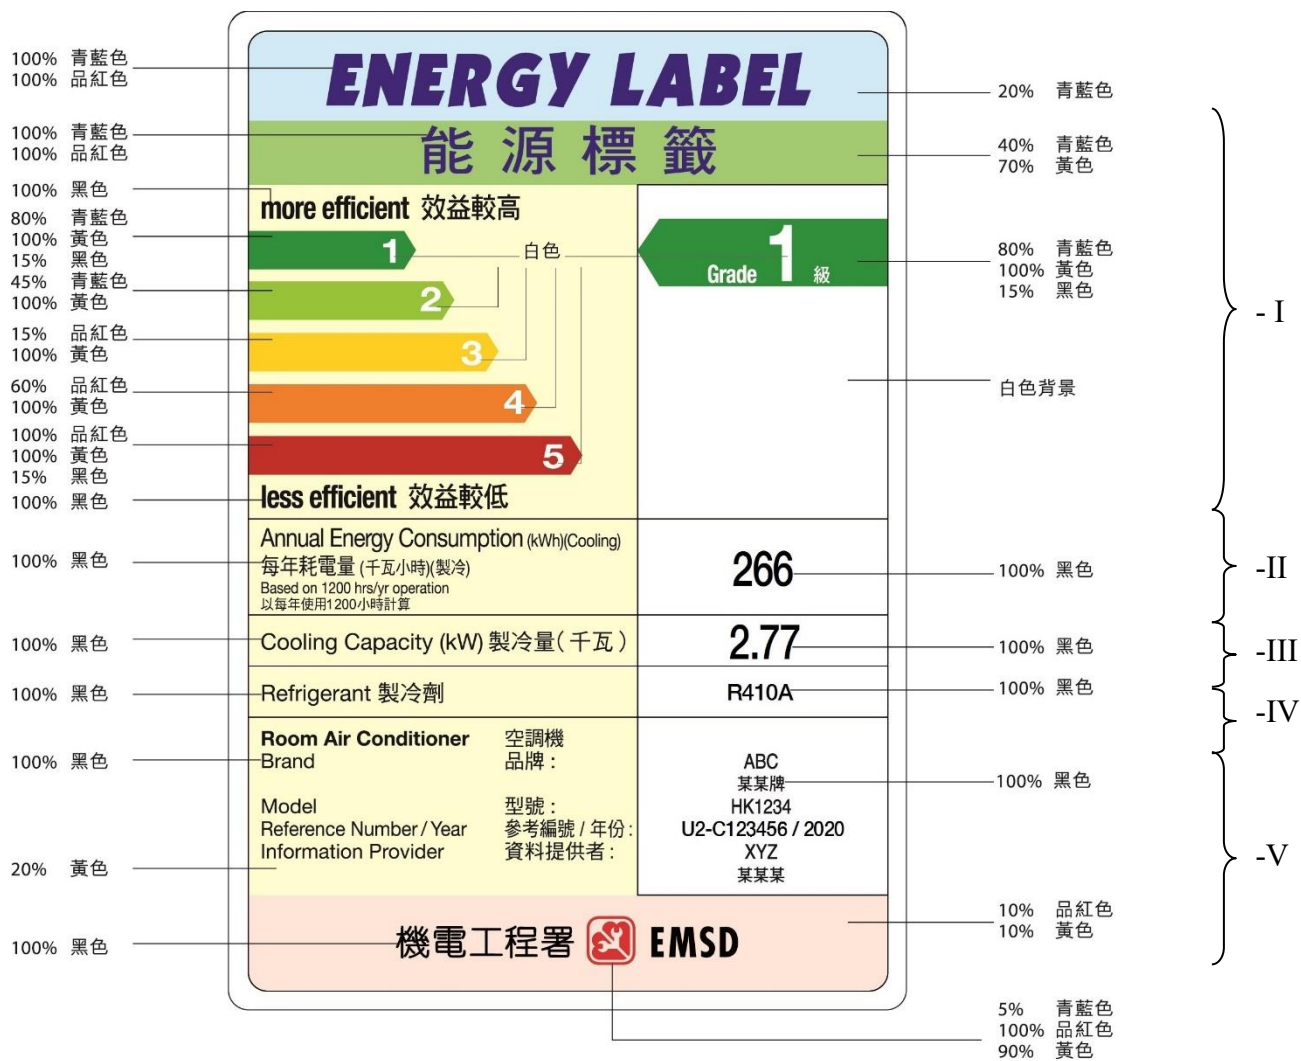 100% 青藍色
100% 品紅色
ENERGY LABEL
20% 青藍色
100% 青藍色
100% 品紅色
能源標籤
40% 青藍色
70% 黃色
100% 黑色
more efficient 效益較高
80% 青藍色
100% 黃色
15% 黑色
1
白色
Grade 1 級
80% 青藍色
100% 黃色
15% 黑色
45% 青藍色
100% 黃色
2
- I
15% 品紅色
100% 黃色
3
60% 品紅色
100% 黃色
4
白色背景
100% 品紅色
100% 黃色
15% 黑色
5
100% 黑色
less efficient 效益較低
Annual Energy Consumption (kWh)(Cooling)
每年耗電量 (千瓦小時)(製冷)
Based on 1200 hrs/yr operation
以每年使用1200小時計算
100% 黑色
266
100% 黑色
-II
100% 黑色
Cooling Capacity (kW) 製冷量( 千瓦 )
2.77
100% 黑色
-III
100% 黑色
Refrigerant 製冷劑
R410A
100% 黑色
-IV
Room Air Conditioner 空調機
100% 黑色
Brand 品牌 :
ABC
某某牌
100% 黑色
Model 型號 :
HK1234
Reference Number / Year 參考編號 / 年份 :
U2-C123456 / 2020
Information Provider 資料提供者 :
XYZ
某某某
-V
20% 黃色
10% 品紅色
10% 黃色
100% 黑色
機電工程署 EMSD
5% 青藍色
100% 品紅色
90% 黃色